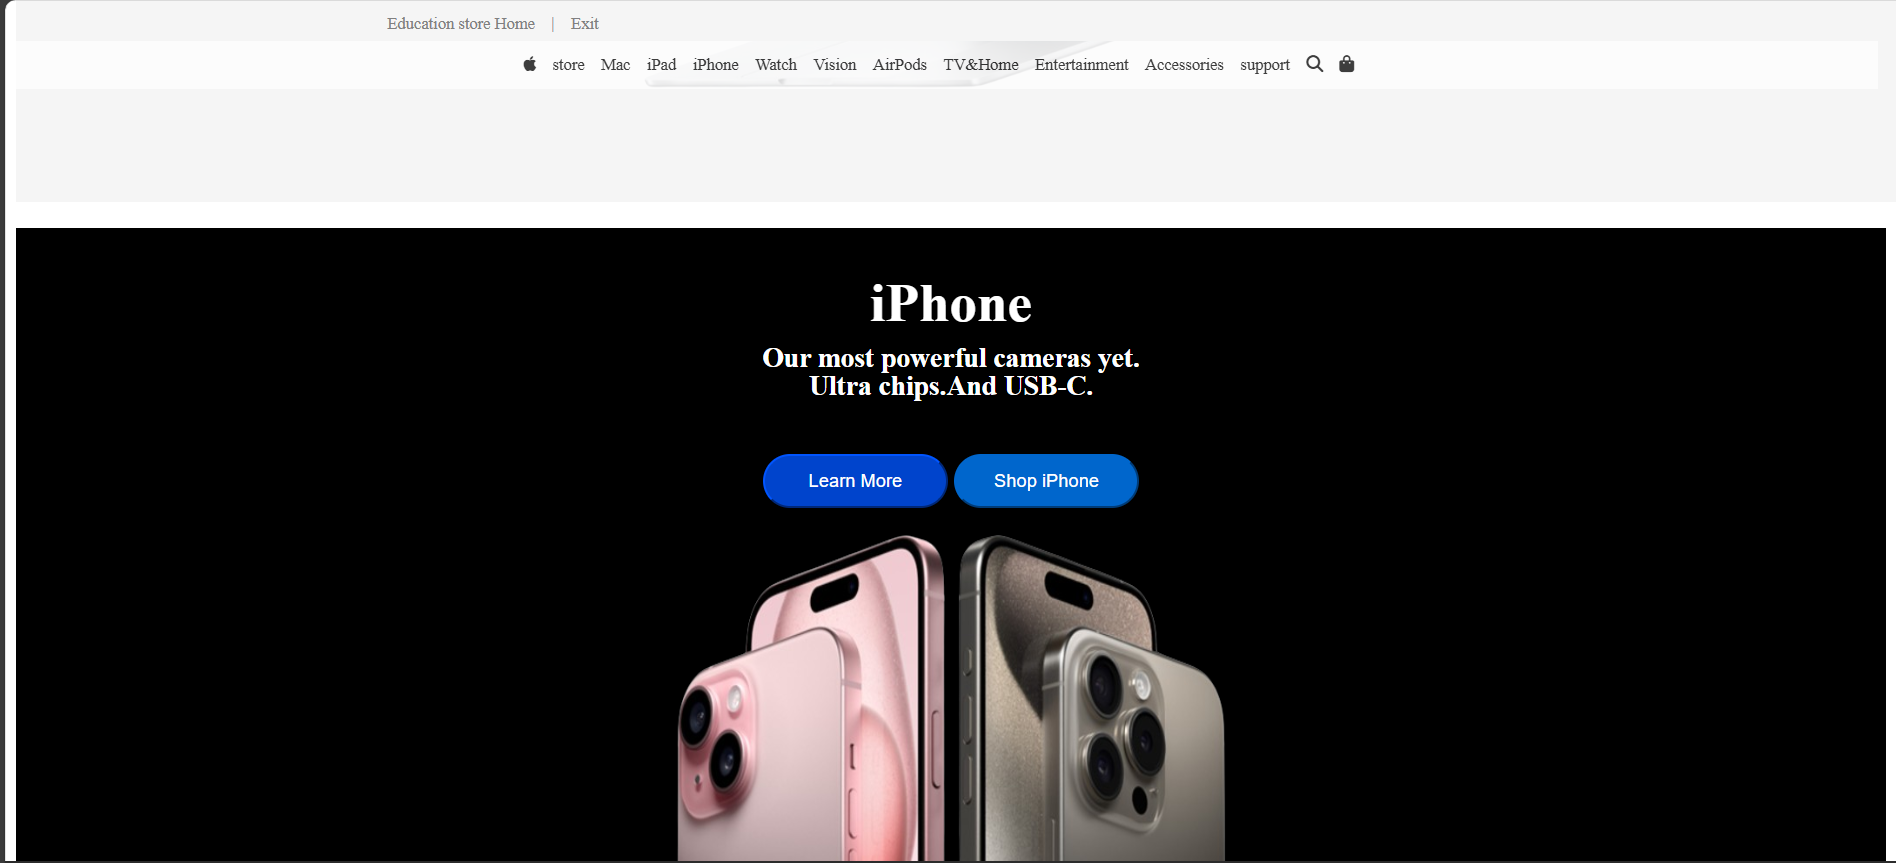 Education store Home | Exit
store Mac iPad iPhone Watch Vision AirPods TV&Home Entertainment Accessories support
iPhone
Our most powerful cameras yet.
Ultra chips.And USB-C.
Learn More Shop iPhone